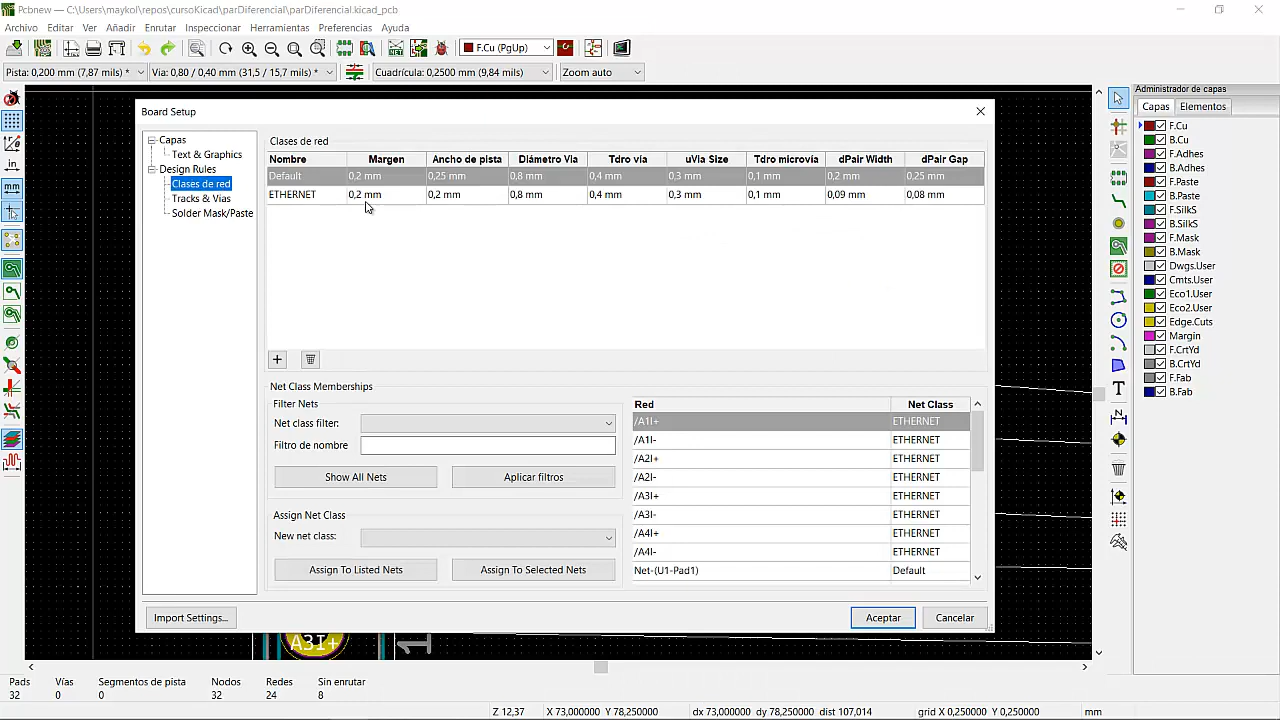 Pcbnew — C:\Users\maykol\repos\cursoKicad\parDiferencial\parDiferencial.kicad_pcb
Archivo Editar Ver Añadir Enrutar Inspeccionar Herramientas Preferencias Ayuda
F.Cu (PgUp)
Pista: 0,200 mm (7,87 mils) * Vía: 0,80 / 0,40 mm (31,5 / 15,7 mils) * Cuadrícula: 0,2500 mm (9,84 mils) Zoom auto
Board Setup
Capas
Text & Graphics
Design Rules
Clases de red
Tracks & Vias
Solder Mask/Paste
Clases de red
Nombre Margen Ancho de pista Diámetro Via Tdro via uVia Size Tdro microvía dPair Width dPair Gap
Default 0,2 mm 0,25 mm 0,8 mm 0,4 mm 0,3 mm 0,1 mm 0,2 mm 0,25 mm
ETHERNET 0,2 mm 0,2 mm 0,8 mm 0,4 mm 0,3 mm 0,1 mm 0,09 mm 0,08 mm
Net Class Memberships
Filter Nets
Net class filter:
Filtro de nombre
Show All Nets Aplicar filtros
Assign Net Class
New net class:
Assign To Listed Nets Assign To Selected Nets
Red Net Class
/A1I+ ETHERNET
/A1I- ETHERNET
/A2I+ ETHERNET
/A2I- ETHERNET
/A3I+ ETHERNET
/A3I- ETHERNET
/A4I+ ETHERNET
/A4I- ETHERNET
Net-(U1-Pad1) Default
Import Settings... Aceptar Cancelar
Administrador de capas
Capas Elementos
F.Cu
B.Cu
F.Adhes
B.Adhes
F.Paste
B.Paste
F.SilkS
B.SilkS
F.Mask
B.Mask
Dwgs.User
Cmts.User
Eco1.User
Eco2.User
Edge.Cuts
Margin
F.CrtYd
B.CrtYd
F.Fab
B.Fab
Pads Vías Segmentos de pista Nodos Redes Sin enrutar
32 0 0 32 24 8
Z 12,37 X 73,000000 Y 78,250000 dx 73,000000 dy 78,250000 dist 107,014 grid X 0,250000 Y 0,250000 mm